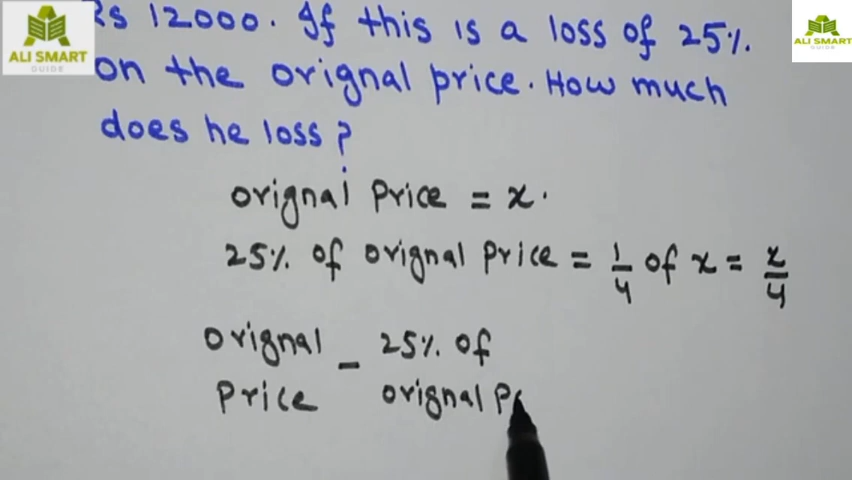 ALI SMART
GUIDE
ALI SMART
GUIDE
Rs 12000. If this is a loss of 25%
on the orignal price. How much
does he loss?
orignal Price = x.
25% of orignal Price = 1/4 of x = x/4
orignal Price - 25% of orignal P